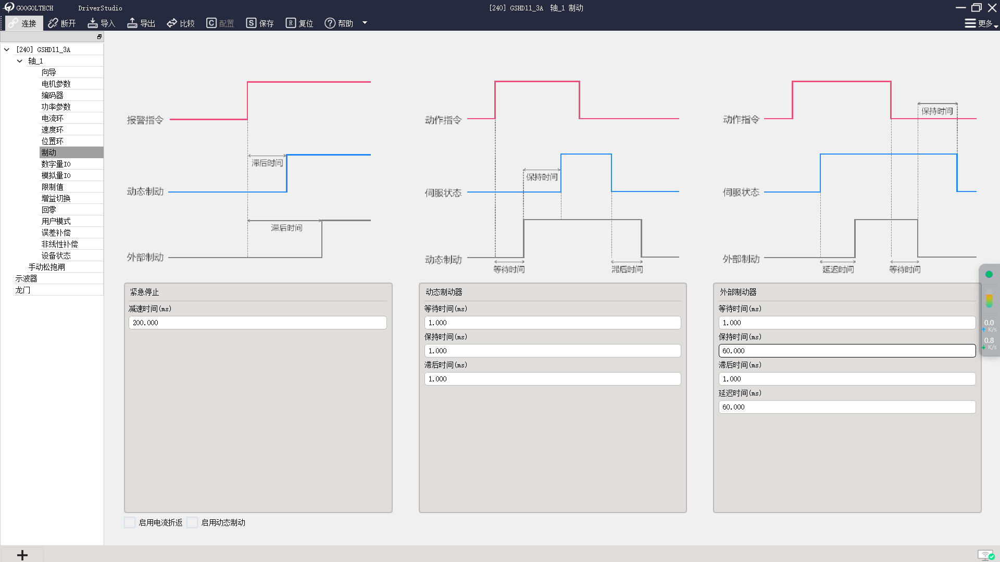 GOOGOLTECH DriverStudio [240] GSHD11_3A 轴_1 制动
连接 断开 导入 导出 比较 C 配置 S 保存 R 复位 ? 帮助 更多
[240] GSHD11_3A
轴_1
向导
电机参数
编码器
功率参数
电流环
速度环
位置环
制动
数字量IO
模拟量IO
限制值
增益切换
回零
用户模式
误差补偿
非线性补偿
设备状态
手动松抱闸
示波器
龙门
报警指令
滞后时间
动态制动
滞后时间
外部制动
动作指令
保持时间
伺服状态
动态制动
等待时间 滞后时间
保持时间
动作指令
伺服状态
外部制动
延迟时间 等待时间
紧急停止
减速时间(ms)
200.000
动态制动器
等待时间(ms)
1.000
保持时间(ms)
1.000
滞后时间(ms)
1.000
外部制动器
等待时间(ms)
1.000
保持时间(ms)
60.000
滞后时间(ms)
1.000
延迟时间(ms)
60.000
启用电流折返 启用动态制动
0.0
K/s
0.8
K/s